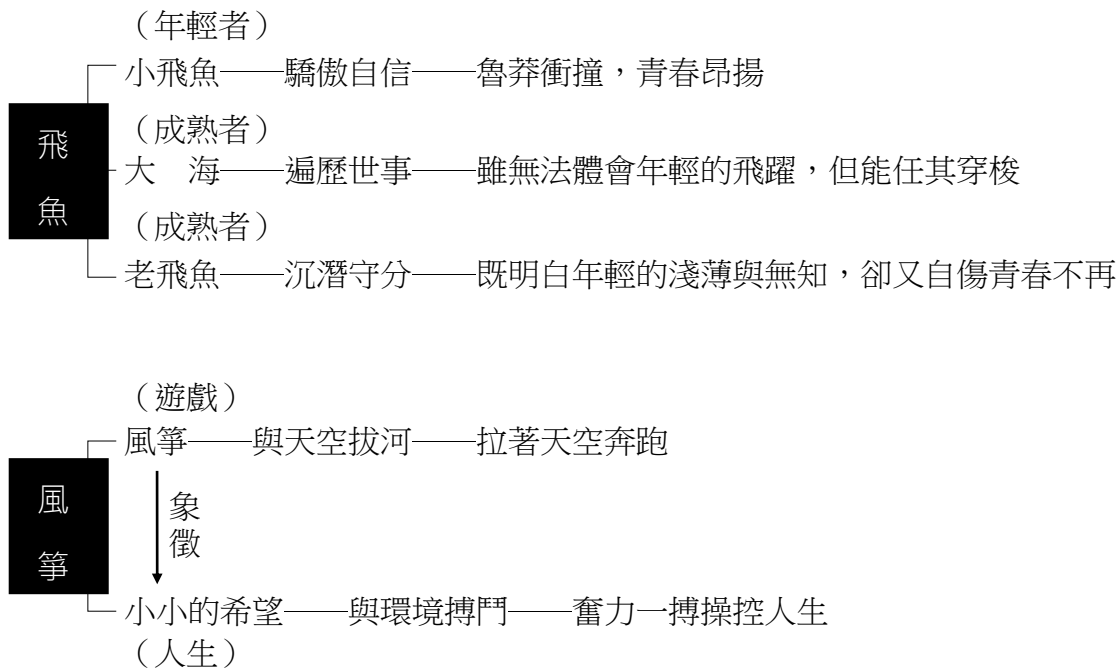 （年輕者）
小飛魚——驕傲自信——魯莽衝撞，青春昂揚
飛魚
（成熟者）
大　海——遍歷世事——雖無法體會年輕的飛躍，但能任其穿梭
（成熟者）
老飛魚——沉潛守分——既明白年輕的淺薄與無知，卻又自傷青春不再
（遊戲）
風箏——與天空拔河——拉著天空奔跑
風箏
象徵
小小的希望——與環境搏鬥——奮力一搏操控人生
（人生）